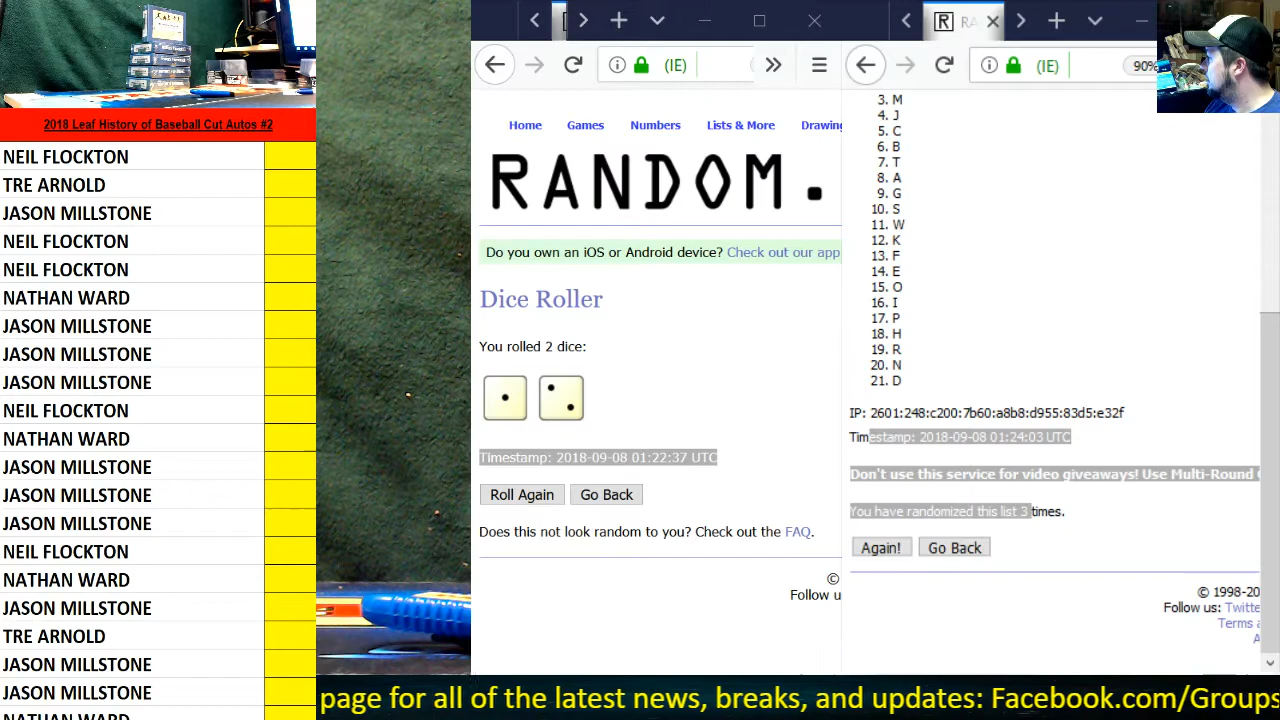 2018 Leaf History of Baseball Cut Autos #2
NEIL FLOCKTON
TRE ARNOLD
JASON MILLSTONE
NEIL FLOCKTON
NEIL FLOCKTON
NATHAN WARD
JASON MILLSTONE
JASON MILLSTONE
JASON MILLSTONE
NEIL FLOCKTON
NATHAN WARD
JASON MILLSTONE
JASON MILLSTONE
JASON MILLSTONE
NEIL FLOCKTON
NATHAN WARD
JASON MILLSTONE
TRE ARNOLD
JASON MILLSTONE
JASON MILLSTONE
NATHAN WARD
(IE)
Home Games Numbers Lists & More Drawin
RANDOM.
Do you own an iOS or Android device? Check out our app
Dice Roller
You rolled 2 dice:
Timestamp: 2018-09-08 01:22:37 UTC
Roll Again Go Back
Does this not look random to you? Check out the FAQ.
©
Follow u
R RA
(IE) 90%
3. M
4. J
5. C
6. B
7. T
8. A
9. G
10. S
11. W
12. K
13. F
14. E
15. O
16. I
17. P
18. H
19. R
20. N
21. D
IP: 2601:248:c200:7b60:a8b8:d955:83d5:e32f
Timestamp: 2018-09-08 01:24:03 UTC
Don't use this service for video giveaways! Use Multi-Round
You have randomized this list 3 times.
Again! Go Back
© 1998-20
Follow us: Twitte
Terms a
page for all of the latest news, breaks, and updates: Facebook.com/Groups